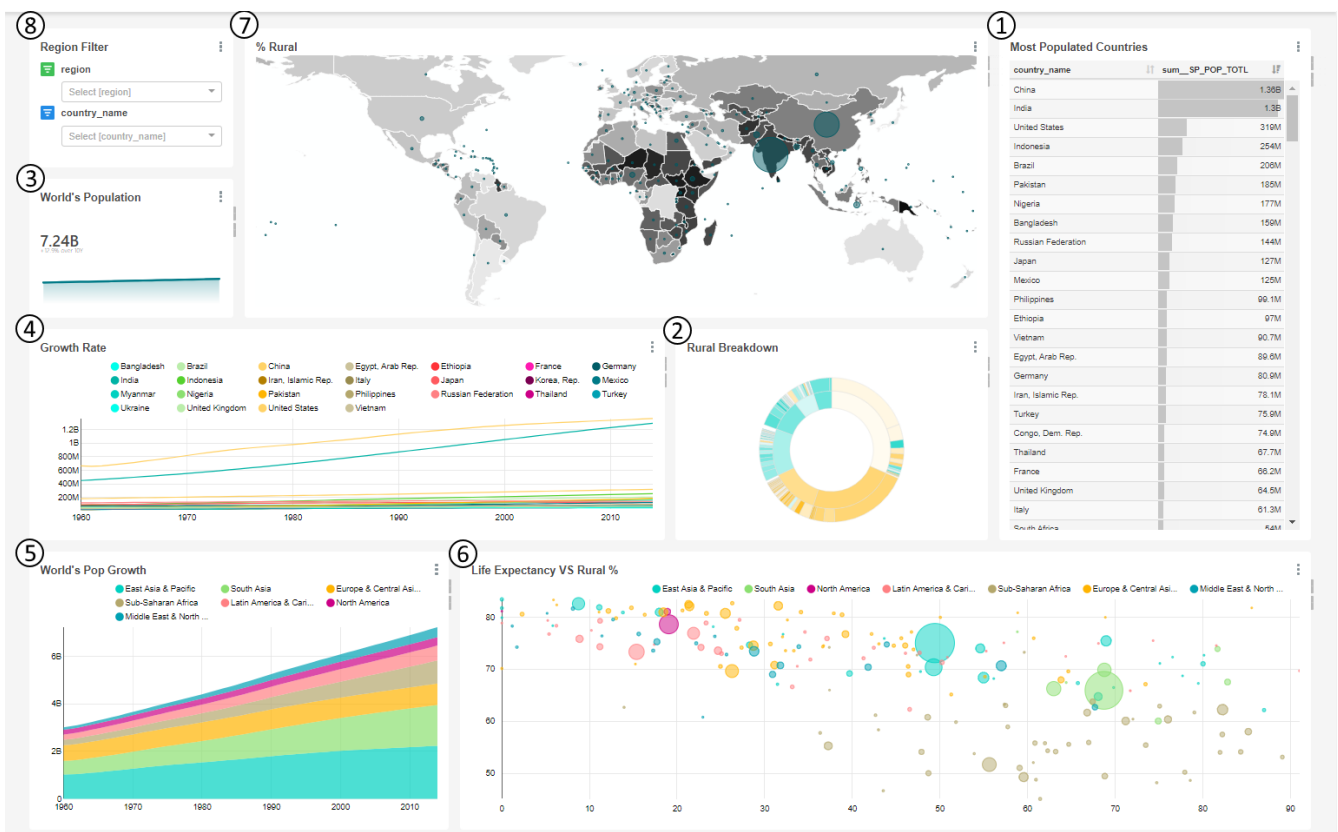 ⑧
Region Filter
region
Select [region]
country_name
Select [country_name]
⑦
% Rural
①
Most Populated Countries
country_name sum__SP_POP_TOTL
China 1.36B
India 1.3B
United States 319M
Indonesia 254M
Brazil 206M
Pakistan 185M
Nigeria 177M
Bangladesh 159M
Russian Federation 144M
Japan 127M
Mexico 125M
Philippines 99.1M
Ethiopia 97M
Vietnam 90.7M
Egypt, Arab Rep. 89.6M
Germany 80.9M
Iran, Islamic Rep. 78.1M
Turkey 75.9M
Congo, Dem. Rep. 74.9M
Thailand 67.7M
France 66.2M
United Kingdom 64.5M
Italy 61.3M
South Africa 54M
③
World's Population
7.24B
④
Growth Rate
Bangladesh Brazil China Egypt, Arab Rep. Ethiopia France Germany
India Indonesia Iran, Islamic Rep. Italy Japan Korea, Rep. Mexico
Myanmar Nigeria Pakistan Philippines Russian Federation Thailand Turkey
Ukraine United Kingdom United States Vietnam
1.2B
1B
800M
600M
400M
200M
1960 1970 1980 1990 2000 2010
②
Rural Breakdown
⑤
World's Pop Growth
East Asia & Pacific South Asia Europe & Central Asi...
Sub-Saharan Africa Latin America & Cari... North America
Middle East & North ...
6B
4B
2B
0
1960 1970 1980 1990 2000 2010
⑥
Life Expectancy VS Rural %
East Asia & Pacific South Asia North America Latin America & Cari... Sub-Saharan Africa Europe & Central Asi... Middle East & North ...
80
70
60
50
0 10 20 30 40 50 60 70 80 90